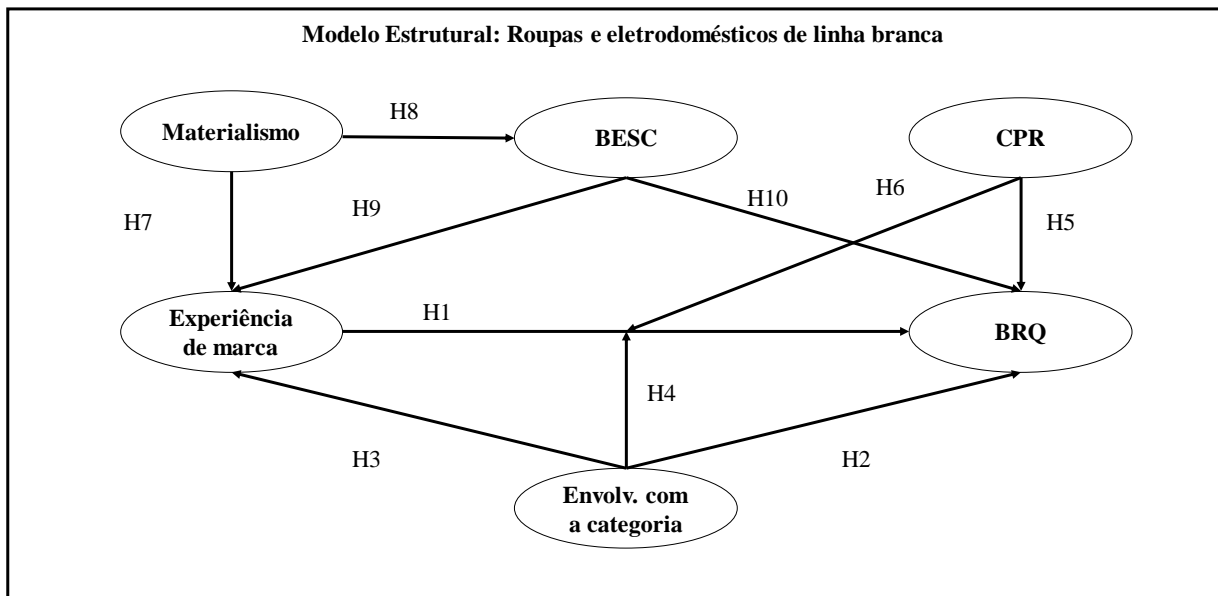 Modelo Estrutural: Roupas e eletrodomésticos de linha branca
H8
Materialismo
BESC
CPR
H6
H10
H7
H9
H5
Experiência
de marca
H1
BRQ
H4
H3
H2
Envolv. com
a categoria